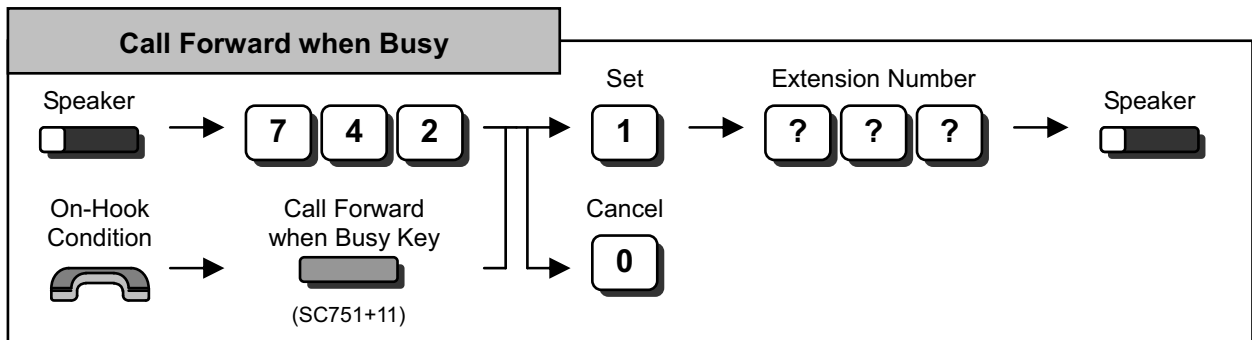 Call Forward when Busy
Speaker
7 4 2
Set
1
Extension Number
? ? ?
Speaker
On-Hook
Condition
Call Forward
when Busy Key
(SC751+11)
Cancel
0